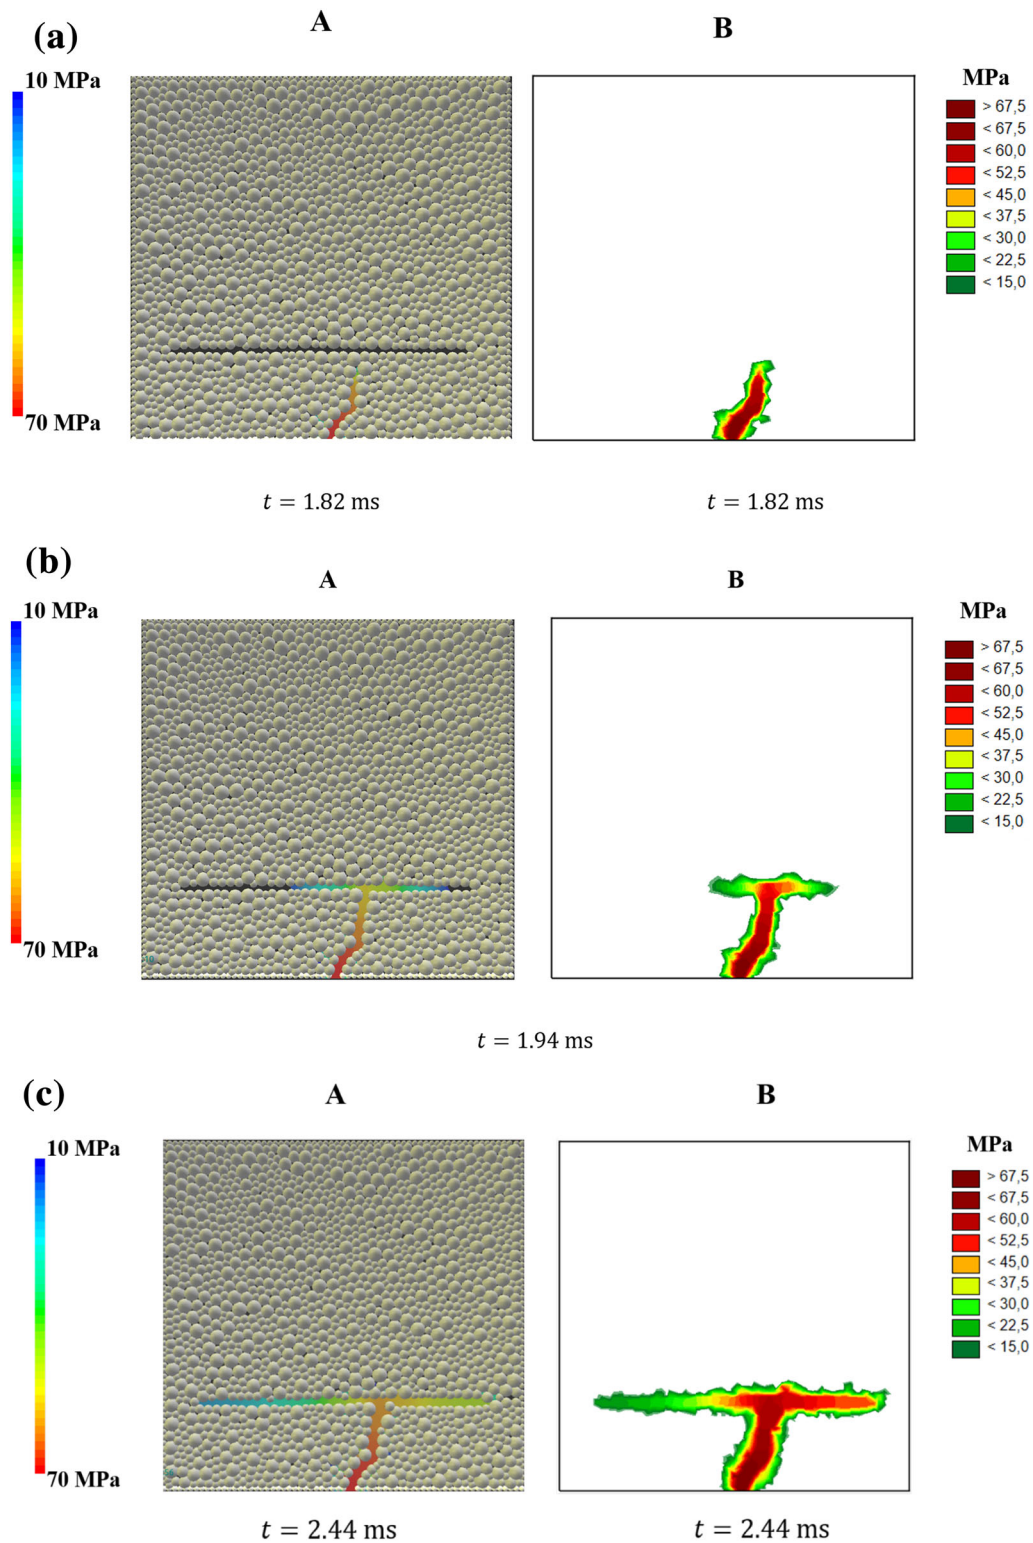 (a)
A
B
10 MPa
70 MPa
MPa
> 67,5
< 67,5
< 60,0
< 52,5
< 45,0
< 37,5
< 30,0
< 22,5
< 15,0
t = 1.82 ms
t = 1.82 ms
(b)
A
B
10 MPa
70 MPa
MPa
> 67,5
< 67,5
< 60,0
< 52,5
< 45,0
< 37,5
< 30,0
< 22,5
< 15,0
t = 1.94 ms
(c)
A
B
10 MPa
70 MPa
MPa
> 67,5
< 67,5
< 60,0
< 52,5
< 45,0
< 37,5
< 30,0
< 22,5
< 15,0
t = 2.44 ms
t = 2.44 ms